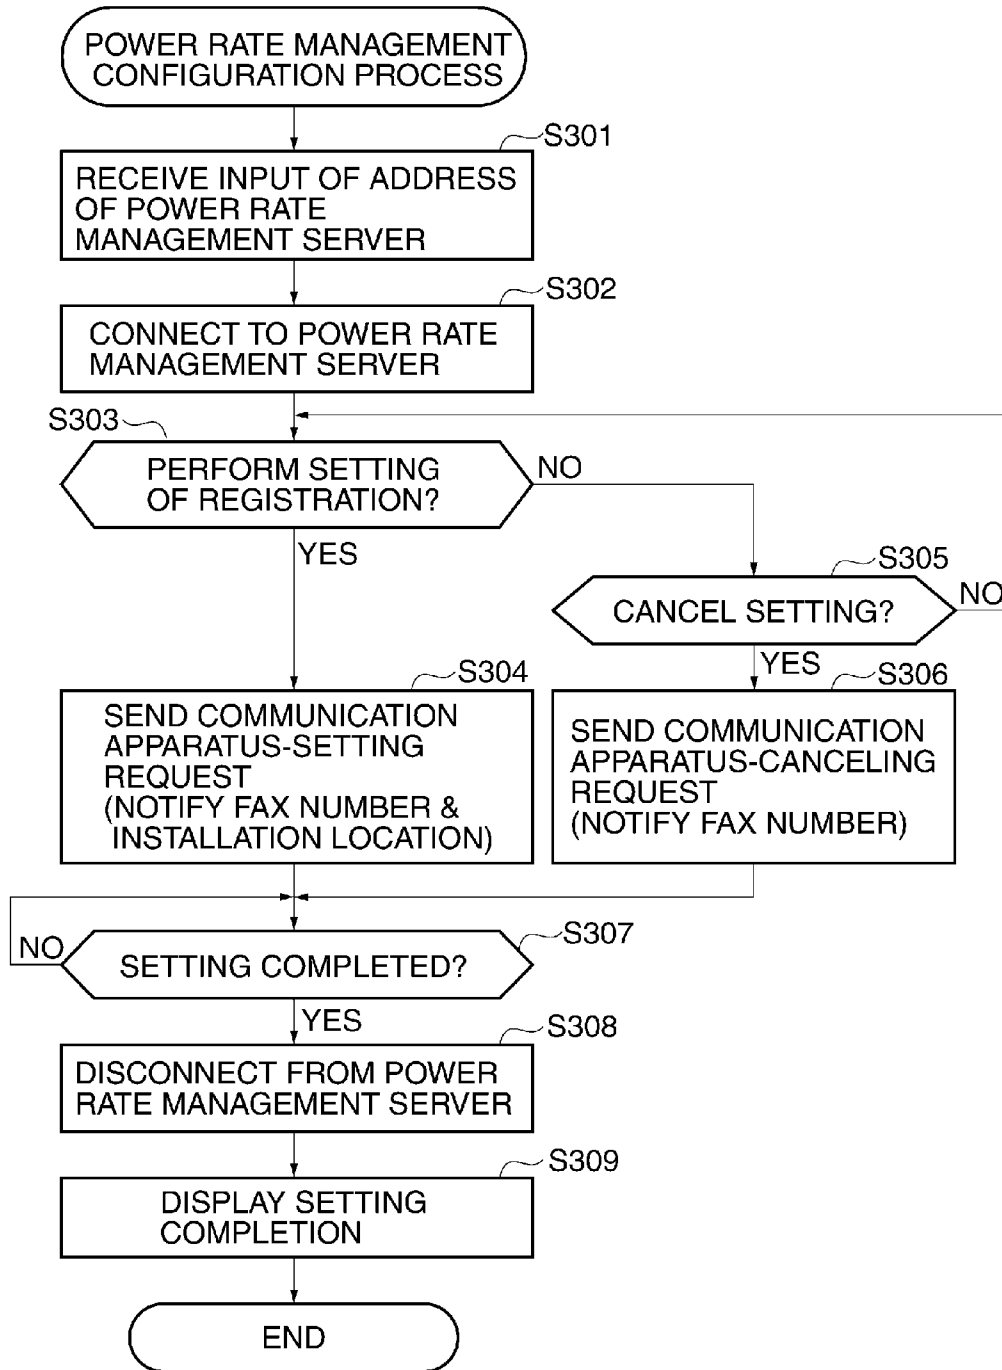 POWER RATE MANAGEMENT
CONFIGURATION PROCESS
S301
RECEIVE INPUT OF ADDRESS
OF POWER RATE
MANAGEMENT SERVER
S302
CONNECT TO POWER RATE
MANAGEMENT SERVER
S303
PERFORM SETTING
OF REGISTRATION?
NO
YES
S305
CANCEL SETTING?
NO
YES
S304
SEND COMMUNICATION
APPARATUS-SETTING
REQUEST
(NOTIFY FAX NUMBER &
INSTALLATION LOCATION)
S306
SEND COMMUNICATION
APPARATUS-CANCELING
REQUEST
(NOTIFY FAX NUMBER)
S307
SETTING COMPLETED?
NO
YES
S308
DISCONNECT FROM POWER
RATE MANAGEMENT SERVER
S309
DISPLAY SETTING
COMPLETION
END